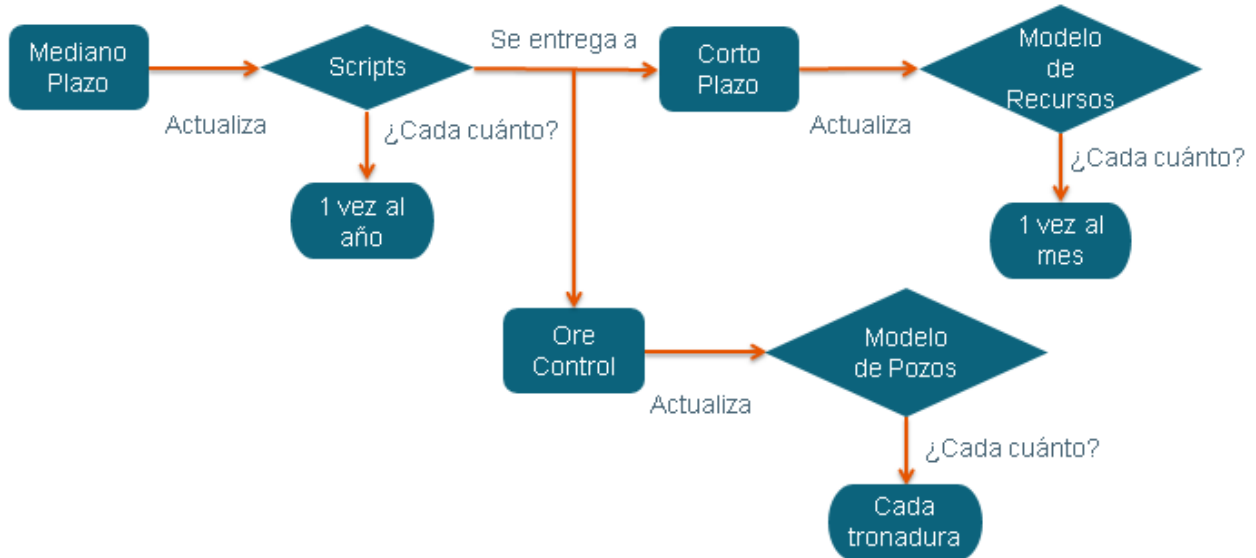 Mediano
Plazo
Actualiza
Scripts
¿Cada cuánto?
1 vez al
año
Se entrega a
Corto
Plazo
Actualiza
Modelo
de
Recursos
¿Cada cuánto?
1 vez al
mes
Ore
Control
Actualiza
Modelo
de Pozos
¿Cada cuánto?
Cada
tronadura